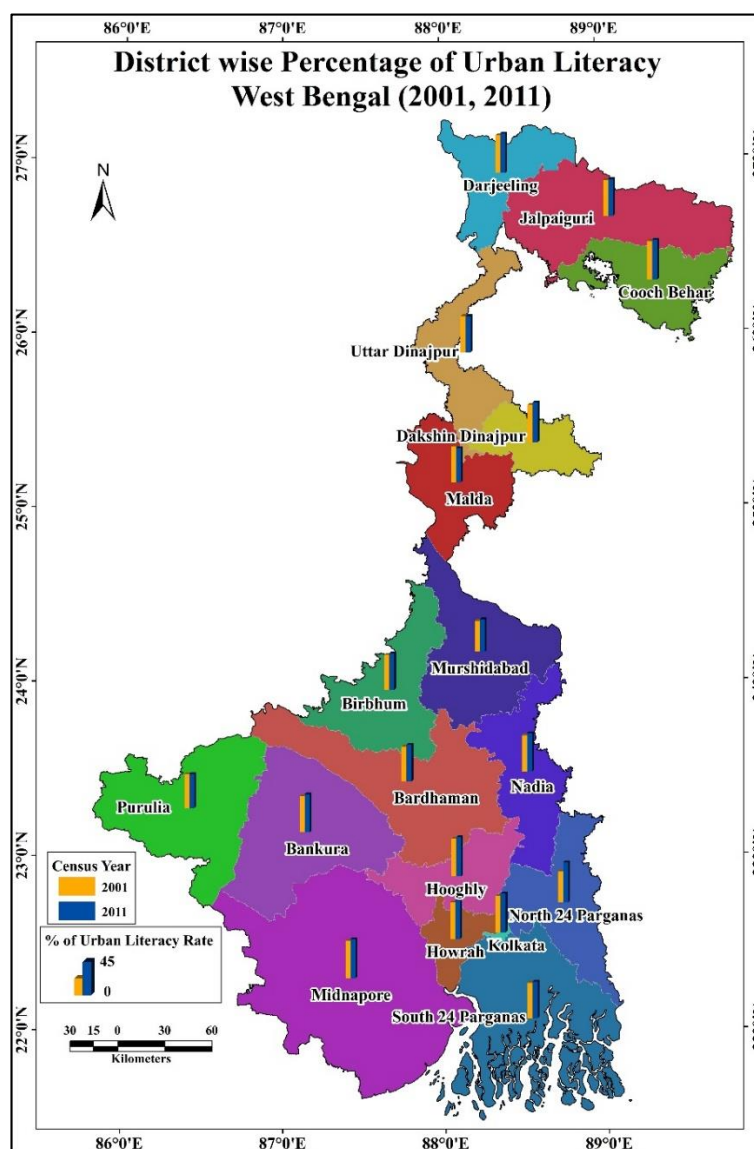 District wise Percentage of Urban Literacy
West Bengal (2001, 2011)
86°0'N 87°0'N 88°0'N 89°0'N
N
27°0'N
26°0'N
25°0'N
24°0'N
23°0'N
22°0'N
Darjeeling
Jalpaiguri
Cooch Behar
Uttar Dinajpur
Dakshin Dinajpur
Malda
Murshidabad
Birbhum
Nadia
Bardhaman
Purulia
Bankura
Hooghly
North 24 Parganas
Howrah
Kolkata
Midnapore
South 24 Parganas
Census Year
2001
2011
% of Urban Literacy Rate
45
0
30 15 0 30 60
Kilometers
86°0'N 87°0'N 88°0'N 89°0'N